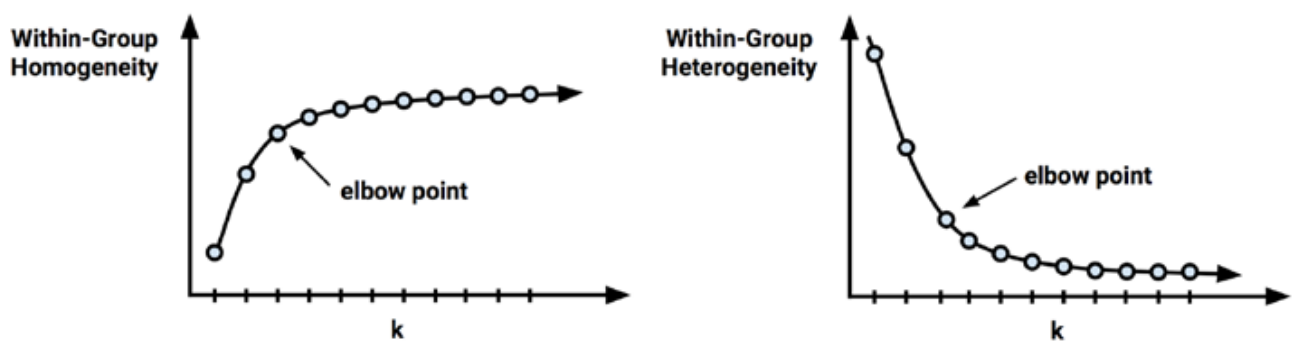 Within-Group
Homogeneity
elbow point
k
Within-Group
Heterogeneity
elbow point
k